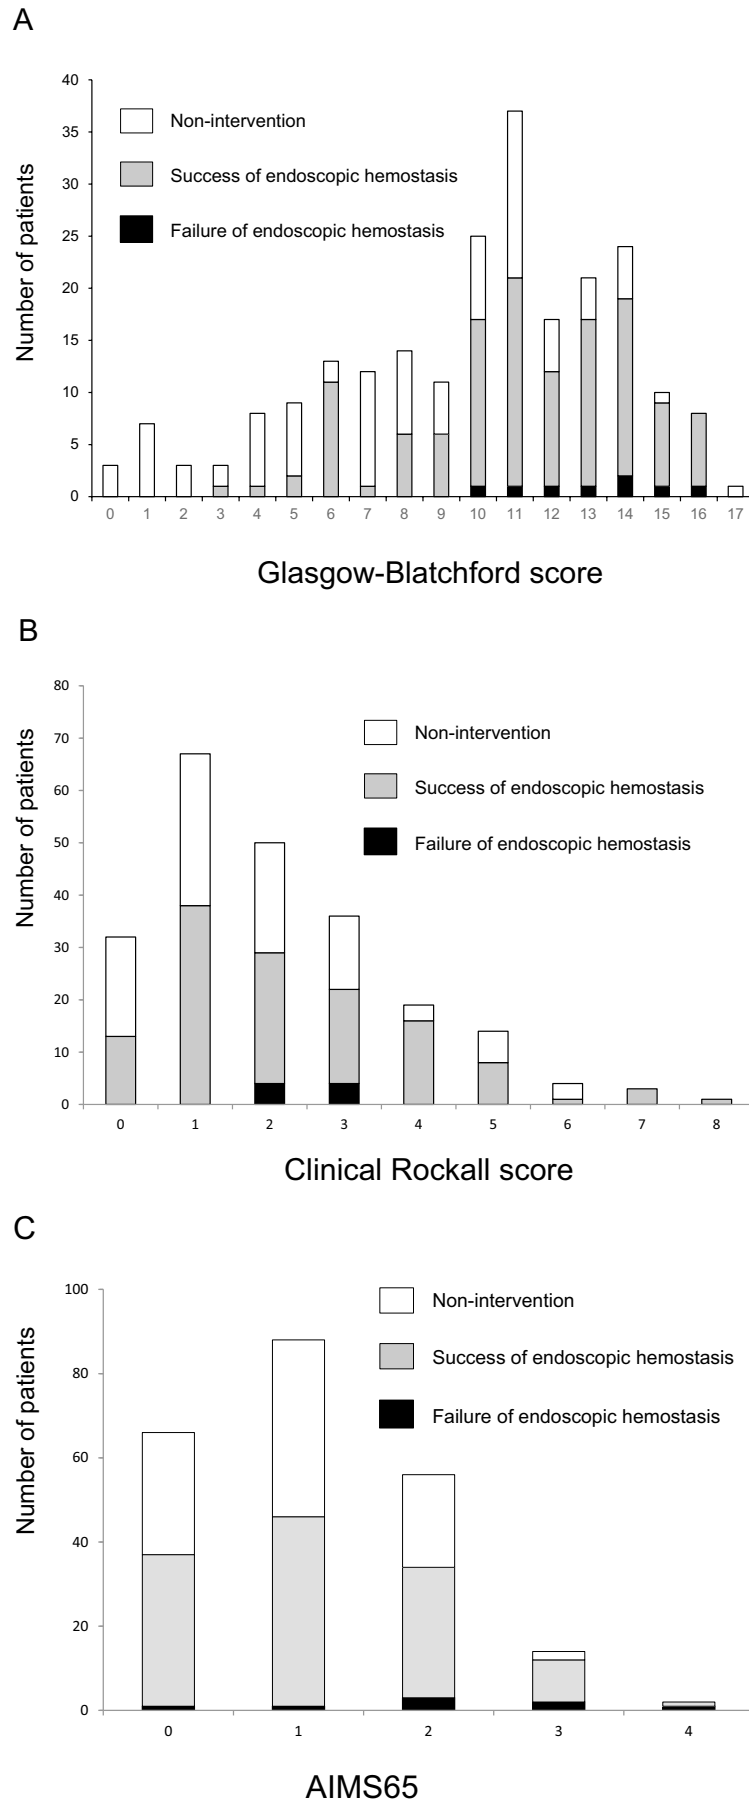 A
40
35
30
25
20
15
10
5
0
Number of patients
Non-intervention
Success of endoscopic hemostasis
Failure of endoscopic hemostasis
0 1 2 3 4 5 6 7 8 9 10 11 12 13 14 15 16 17
Glasgow-Blatchford score
B
80
70
60
50
40
30
20
10
0
Number of patients
Non-intervention
Success of endoscopic hemostasis
Failure of endoscopic hemostasis
0 1 2 3 4 5 6 7 8
Clinical Rockall score
C
100
80
60
40
20
0
Number of patients
Non-intervention
Success of endoscopic hemostasis
Failure of endoscopic hemostasis
0 1 2 3 4
AIMS65